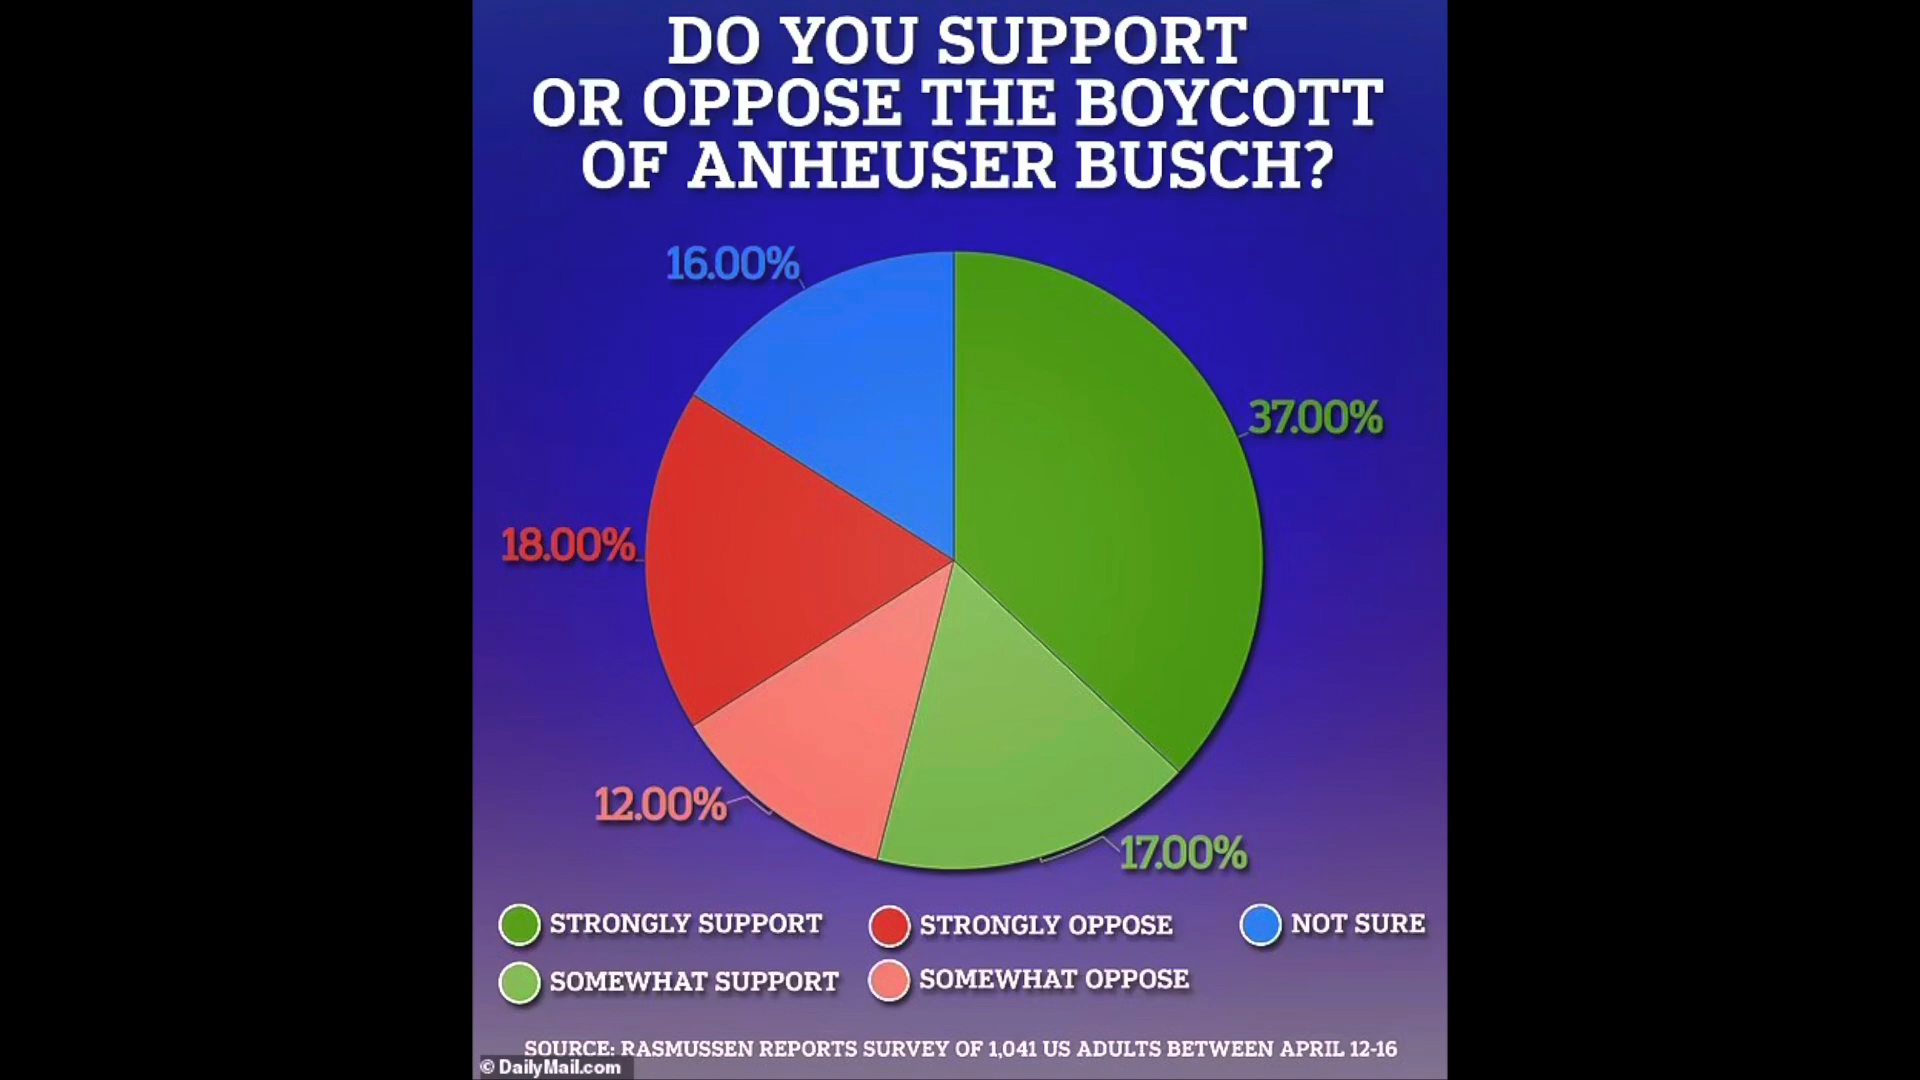 DO YOU SUPPORT
OR OPPOSE THE BOYCOTT
OF ANHEUSER BUSCH?
16.00%
37.00%
18.00%
12.00%
17.00%
STRONGLY SUPPORT
STRONGLY OPPOSE
NOT SURE
SOMEWHAT SUPPORT
SOMEWHAT OPPOSE
SOURCE: RASMUSSEN REPORTS SURVEY OF 1,041 US ADULTS BETWEEN APRIL 12-16
© DailyMail.com